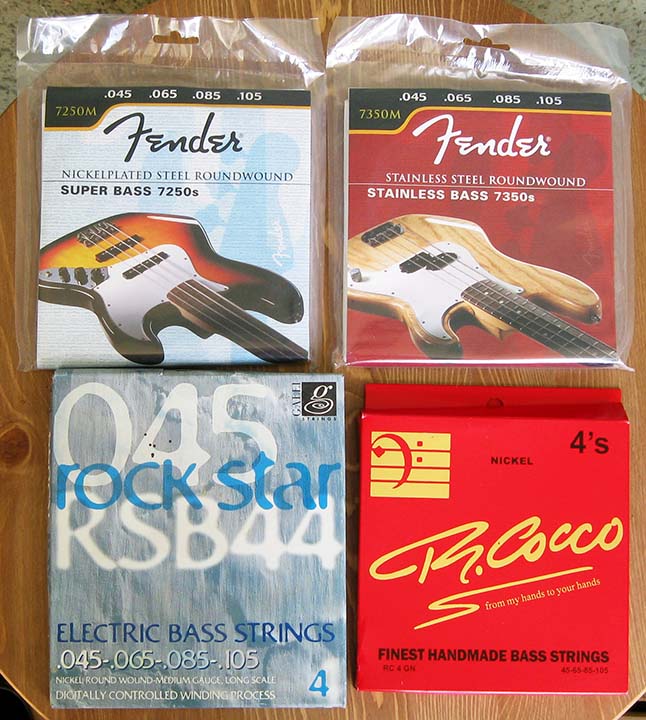 .045 .065 .085 .105
7250M
Fender
NICKELPLATED STEEL ROUNDWOUND
SUPER BASS 7250s
Fender
.045 .065 .085 .105
7350M
Fender
STAINLESS STEEL ROUNDWOUND
STAINLESS BASS 7350s
045
GALLI
g
STRINGS
rock star
RSB44
ELECTRIC BASS STRINGS
.045-.065-.085-.105
NICKEL ROUND WOUND-MEDIUM GAUGE, LONG SCALE
4
DIGITALLY CONTROLLED WINDING PROCESS
4's
NICKEL
R. Cocco
from my hands to your hands
FINEST HANDMADE BASS STRINGS
RC 4 GN 45-65-85-105